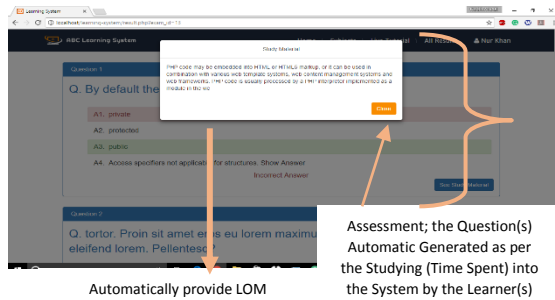 Learning System
localhost/learning-system/result.php?exam_id=13
ABC Learning System
All Result
Nur Khan
Study Material
PHP code may be embedded into HTML or HTML5 markup, or it can be used in
combination with various web template systems, web content management systems and
web frameworks. PHP code is usually processed by a PHP interpreter implemented as a
module in the we
Close
Question 1
Q. By default the
A1. private
A2. protected
A3. public
A4. Access specifiers not applicable for structures. Show Answer
Incorrect Answer
See Study Material
Question 2
Q. tortor. Proin sit amet eros eu lorem maximu
eleifend lorem. Pellentesq
Automatically provide LOM
Assessment; the Question(s)
Automatic Generated as per
the Studying (Time Spent) into
the System by the Learner(s)